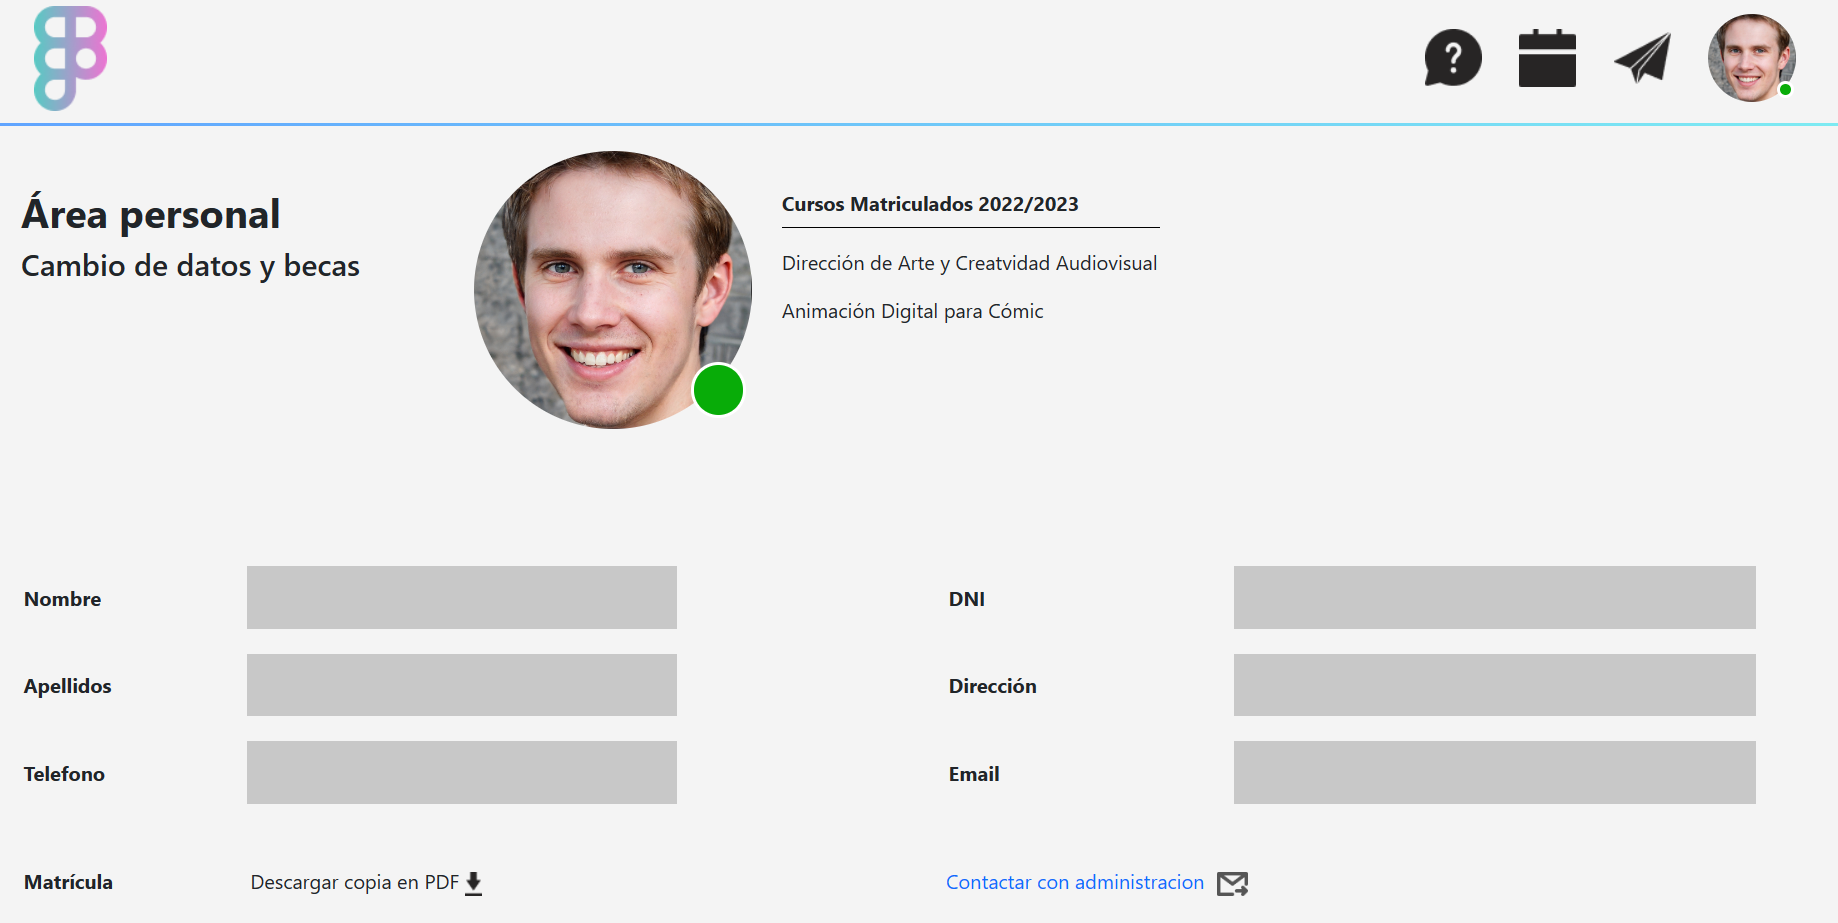 Área personal
Cambio de datos y becas
Cursos Matriculados 2022/2023
Dirección de Arte y Creatvidad Audiovisual
Animación Digital para Cómic
Nombre
DNI
Apellidos
Dirección
Telefono
Email
Matrícula
Descargar copia en PDF
Contactar con administracion